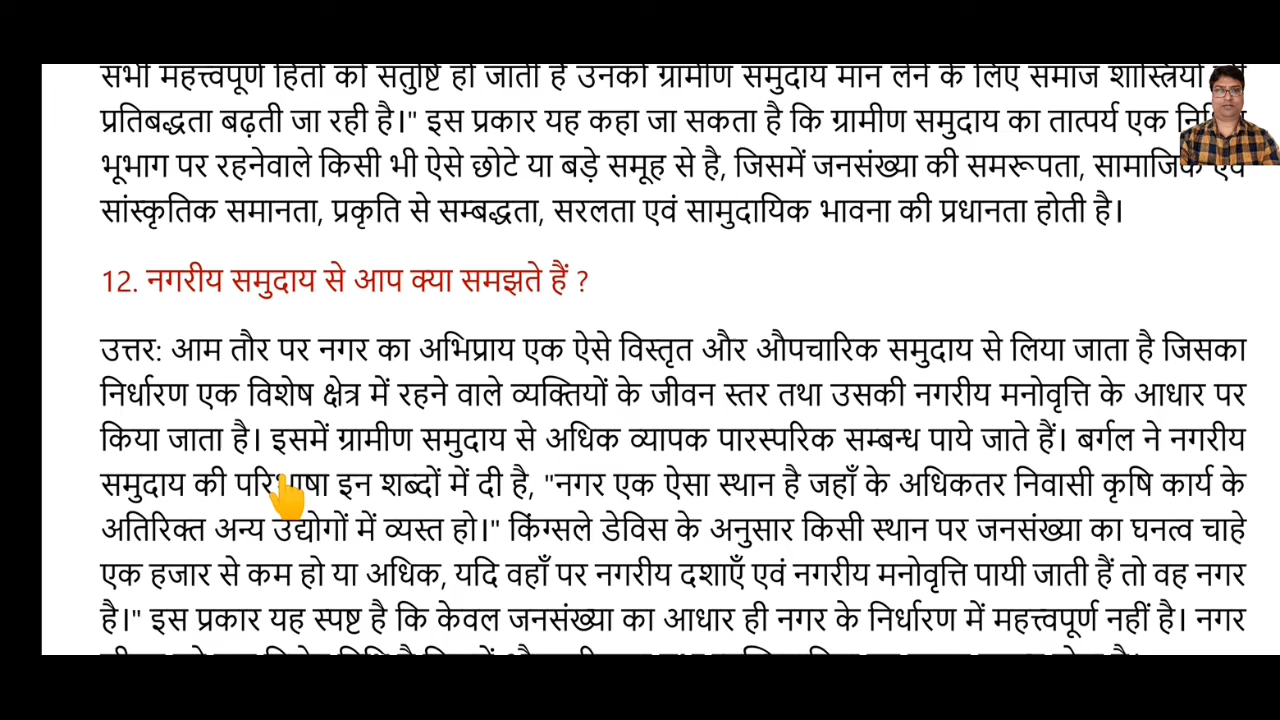 सभी महत्त्वपूर्ण हितों की संतुष्टि हो जाती है उनको ग्रामीण समुदाय मान लेने के लिए समाज शास्त्रियों की
प्रतिबद्धता बढ़ती जा रही है।" इस प्रकार यह कहा जा सकता है कि ग्रामीण समुदाय का तात्पर्य एक
भूभाग पर रहनेवाले किसी भी ऐसे छोटे या बड़े समूह से है, जिसमें जनसंख्या की समरूपता, सामाजिक एवं
सांस्कृतिक समानता, प्रकृति से सम्बद्धता, सरलता एवं सामुदायिक भावना की प्रधानता होती है।
12. नगरीय समुदाय से आप क्या समझते हैं ?
उत्तर: आम तौर पर नगर का अभिप्राय एक ऐसे विस्तृत और औपचारिक समुदाय से लिया जाता है जिसका
निर्धारण एक विशेष क्षेत्र में रहने वाले व्यक्तियों के जीवन स्तर तथा उसकी नगरीय मनोवृत्ति के आधार पर
किया जाता है। इसमें ग्रामीण समुदाय से अधिक व्यापक पारस्परिक सम्बन्ध पाये जाते हैं। बर्गल ने नगरीय
समुदाय की परिभाषा इन शब्दों में दी है, "नगर एक ऐसा स्थान है जहाँ के अधिकतर निवासी कृषि कार्य के
अतिरिक्त अन्य उद्योगों में व्यस्त हो।" किंग्सले डेविस के अनुसार किसी स्थान पर जनसंख्या का घनत्व चाहे
एक हजार से कम हो या अधिक, यदि वहाँ पर नगरीय दशाएँ एवं नगरीय मनोवृत्ति पायी जाती हैं तो वह नगर
है।" इस प्रकार यह स्पष्ट है कि केवल जनसंख्या का आधार ही नगर के निर्धारण में महत्त्वपूर्ण नहीं है। नगर